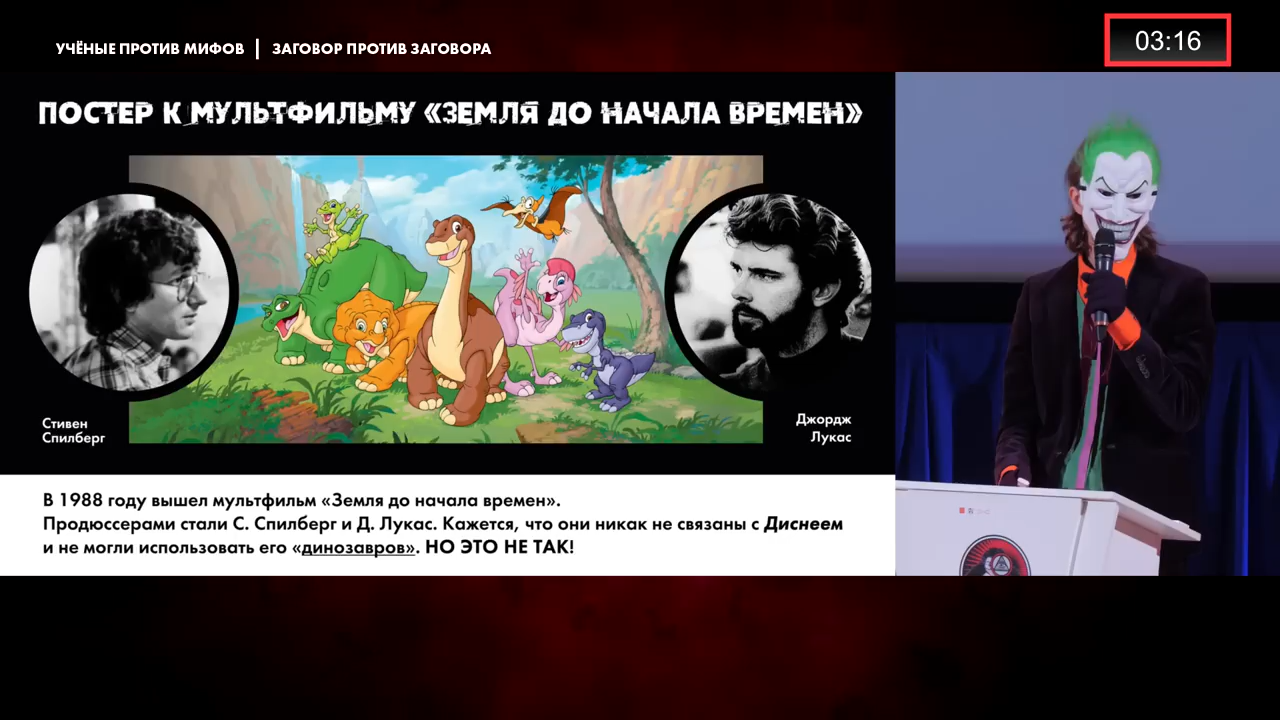 УЧЁНЫЕ ПРОТИВ МИФОВ | ЗАГОВОР ПРОТИВ ЗАГОВОРА
03:16
ПОСТЕР К МУЛЬТФИЛЬМУ «ЗЕМЛЯ ДО НАЧАЛА ВРЕМЕН»
Стивен
Спилберг
Джордж
Лукас
В 1988 году вышел мультфильм «Земля до начала времен».
Продюссерами стали С. Спилберг и Д. Лукас. Кажется, что они никак не связаны с Диснеем
и не могли использовать его «динозавров». НО ЭТО НЕ ТАК!